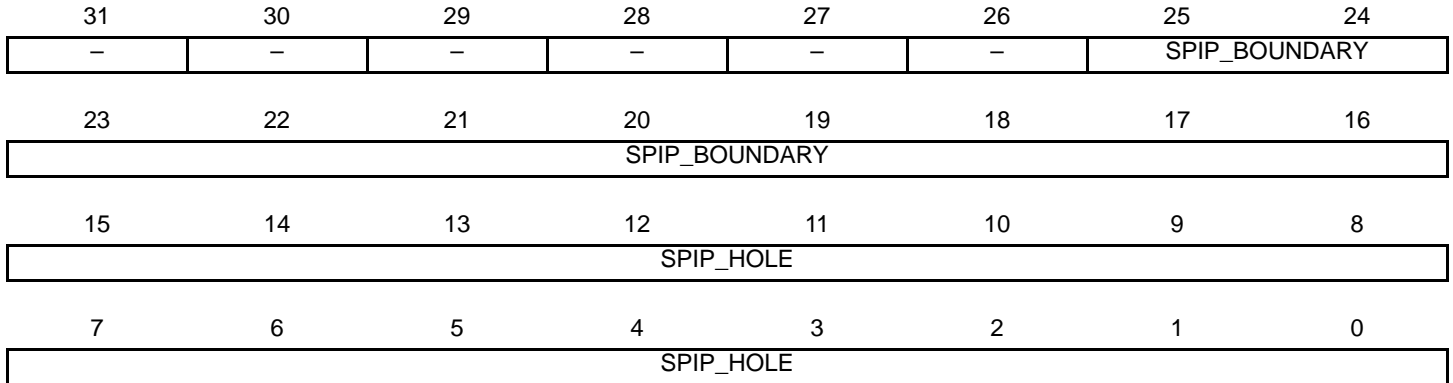 31 30 29 28 27 26 25 24
– – – – – – SPIP_BOUNDARY
23 22 21 20 19 18 17 16
SPIP_BOUNDARY
15 14 13 12 11 10 9 8
SPIP_HOLE
7 6 5 4 3 2 1 0
SPIP_HOLE